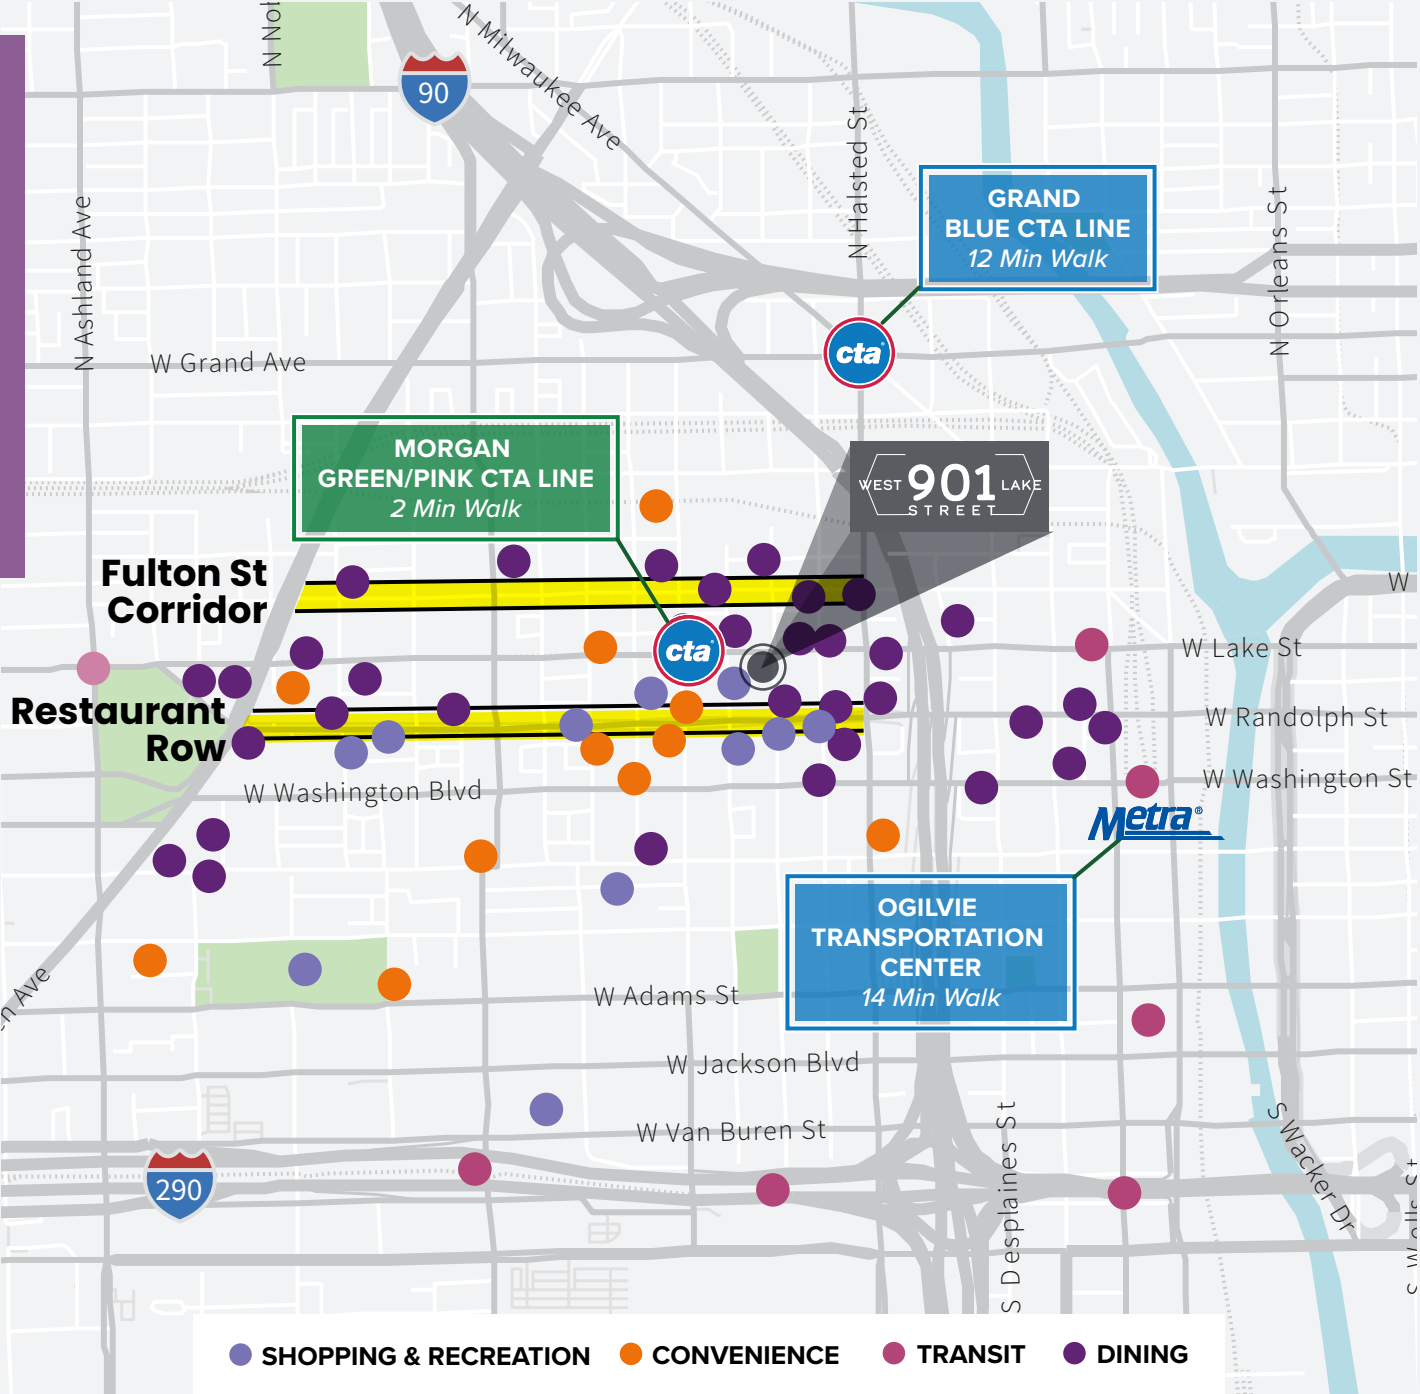 N Milwaukee Ave
90
N Halsted St
N Ashland Ave
N Orleans St
GRAND
BLUE CTA LINE
12 Min Walk
cta
W Grand Ave
MORGAN
GREEN/PINK CTA LINE
2 Min Walk
WEST 901 LAKE
STREET
Fulton St
Corridor
W
cta
W Lake St
Restaurant
Row
W Randolph St
W Washington Blvd
W Washington St
Metra®
OGILVIE
TRANSPORTATION
CENTER
14 Min Walk
W Adams St
W Jackson Blvd
W Van Buren St
290
S Desplaines St
S Wacker Dr
SHOPPING & RECREATION
CONVENIENCE
TRANSIT
DINING